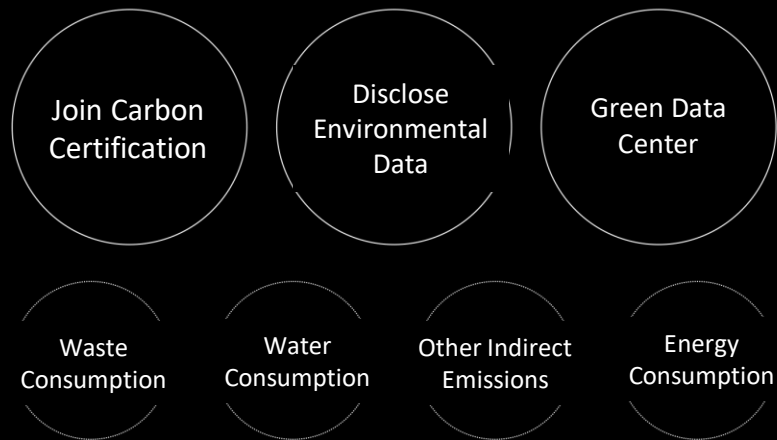 Join Carbon
Certification
Disclose
Environmental
Data
Green Data
Center
Waste
Consumption
Water
Consumption
Other Indirect
Emissions
Energy
Consumption